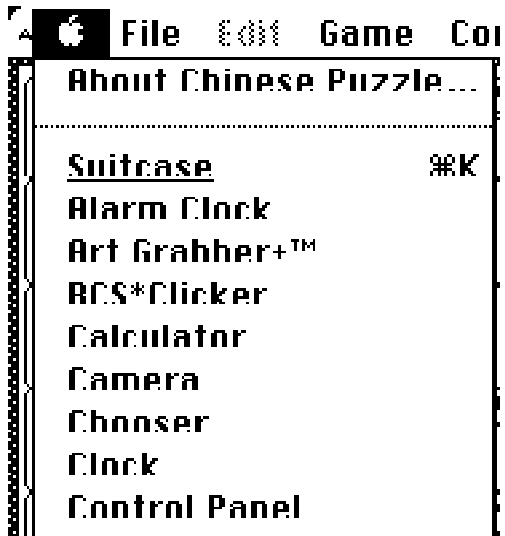 File Edit Game Co
About Chinese Puzzle...
Suitcase ⌘K
Alarm Clock
Art Grabber+™
BCS*Clicker
Calculator
Camera
Chooser
Clock
Control Panel